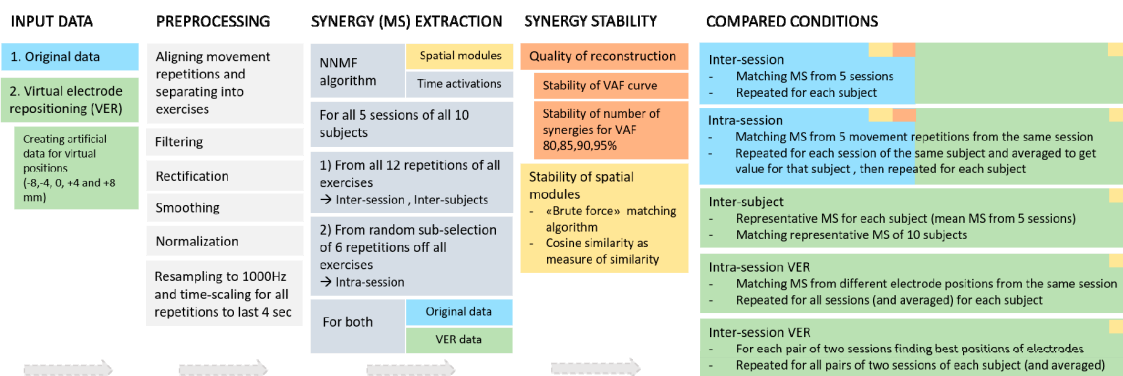 INPUT DATA
1. Original data
2. Virtual electrode
repositioning (VER)
Creating artificial
data for virtual
positions
(-8,-4, 0, +4 and +8
mm)
PREPROCESSING
Aligning movement
repetitions and
separating into
exercises
Filtering
Rectification
Smoothing
Normalization
Resampling to 1000Hz
and time-scaling for all
repetitions to last 4 sec
SYNERGY (MS) EXTRACTION
NNMF
algorithm
Spatial modules
Time activations
For all 5 sessions of all 10
subjects
1) From all 12 repetitions of all
exercises
→ Inter-session , Inter-subjects
2) From random sub-selection
of 6 repetitions off all
exercises
→ Intra-session
For both
Original data
VER data
SYNERGY STABILITY
Quality of reconstruction
Stability of VAF curve
Stability of number of
synergies for VAF
80,85,90,95%
Stability of spatial
modules
- «Brute force» matching
algorithm
- Cosine similarity as
measure of similarity
COMPARED CONDITIONS
Inter-session
- Matching MS from 5 sessions
- Repeated for each subject
Intra-session
- Matching MS from 5 movement repetitions from the same session
- Repeated for each session of the same subject and averaged to get
value for that subject , then repeated for each subject
Inter-subject
- Representative MS for each subject (mean MS from 5 sessions)
- Matching representative MS of 10 subjects
Intra-session VER
- Matching MS from different electrode positions from the same session
- Repeated for all sessions (and averaged) for each subject
Inter-session VER
- For each pair of two sessions finding best positions of electrodes
- Repeated for all pairs of two sessions of each subject (and averaged)